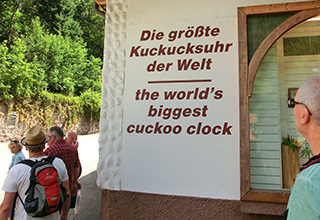 Die größte
Kuckucksuhr
der Welt
the world's
biggest
cuckoo clock